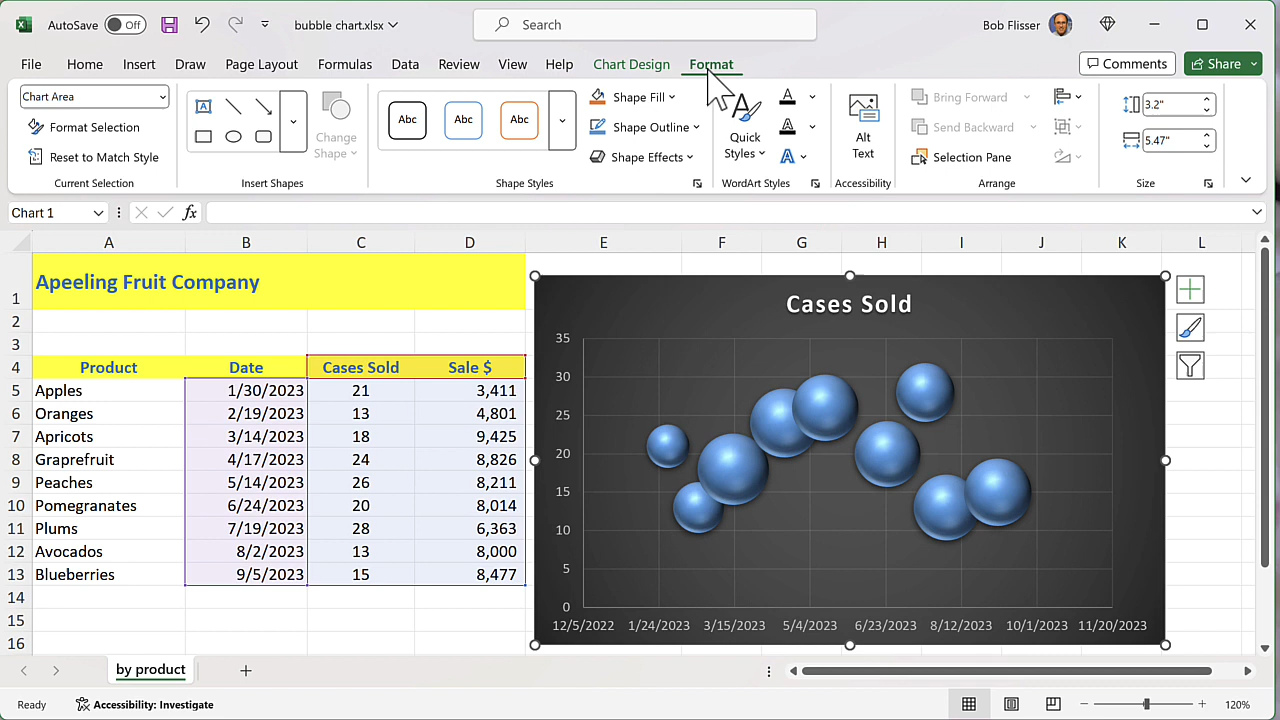 AutoSave Off bubble chart.xlsx Search Bob Flisser
File Home Insert Draw Page Layout Formulas Data Review View Help Chart Design Format Comments Share
Chart Area
Format Selection
Reset to Match Style
Current Selection
Change
Shape
Insert Shapes
Abc Abc Abc
Shape Fill
Shape Outline
Shape Effects
Shape Styles
Quick
Styles
WordArt Styles
Alt
Text
Accessibility
Bring Forward
Send Backward
Selection Pane
Arrange
3.2"
5.47"
Size
Chart 1 fx
A B C D E F G H I J K L
1 Apeeling Fruit Company
2
3
4 Product Date Cases Sold Sale $
5 Apples 1/30/2023 21 3,411
6 Oranges 2/19/2023 13 4,801
7 Apricots 3/14/2023 18 9,425
8 Graprefruit 4/17/2023 24 8,826
9 Peaches 5/14/2023 26 8,211
10 Pomegranates 6/24/2023 20 8,014
11 Plums 7/19/2023 28 6,363
12 Avocados 8/2/2023 13 8,000
13 Blueberries 9/5/2023 15 8,477
14
15
16
Cases Sold
35
30
25
20
15
10
5
0
12/5/2022 1/24/2023 3/15/2023 5/4/2023 6/23/2023 8/12/2023 10/1/2023 11/20/2023
by product
Ready Accessibility: Investigate 120%